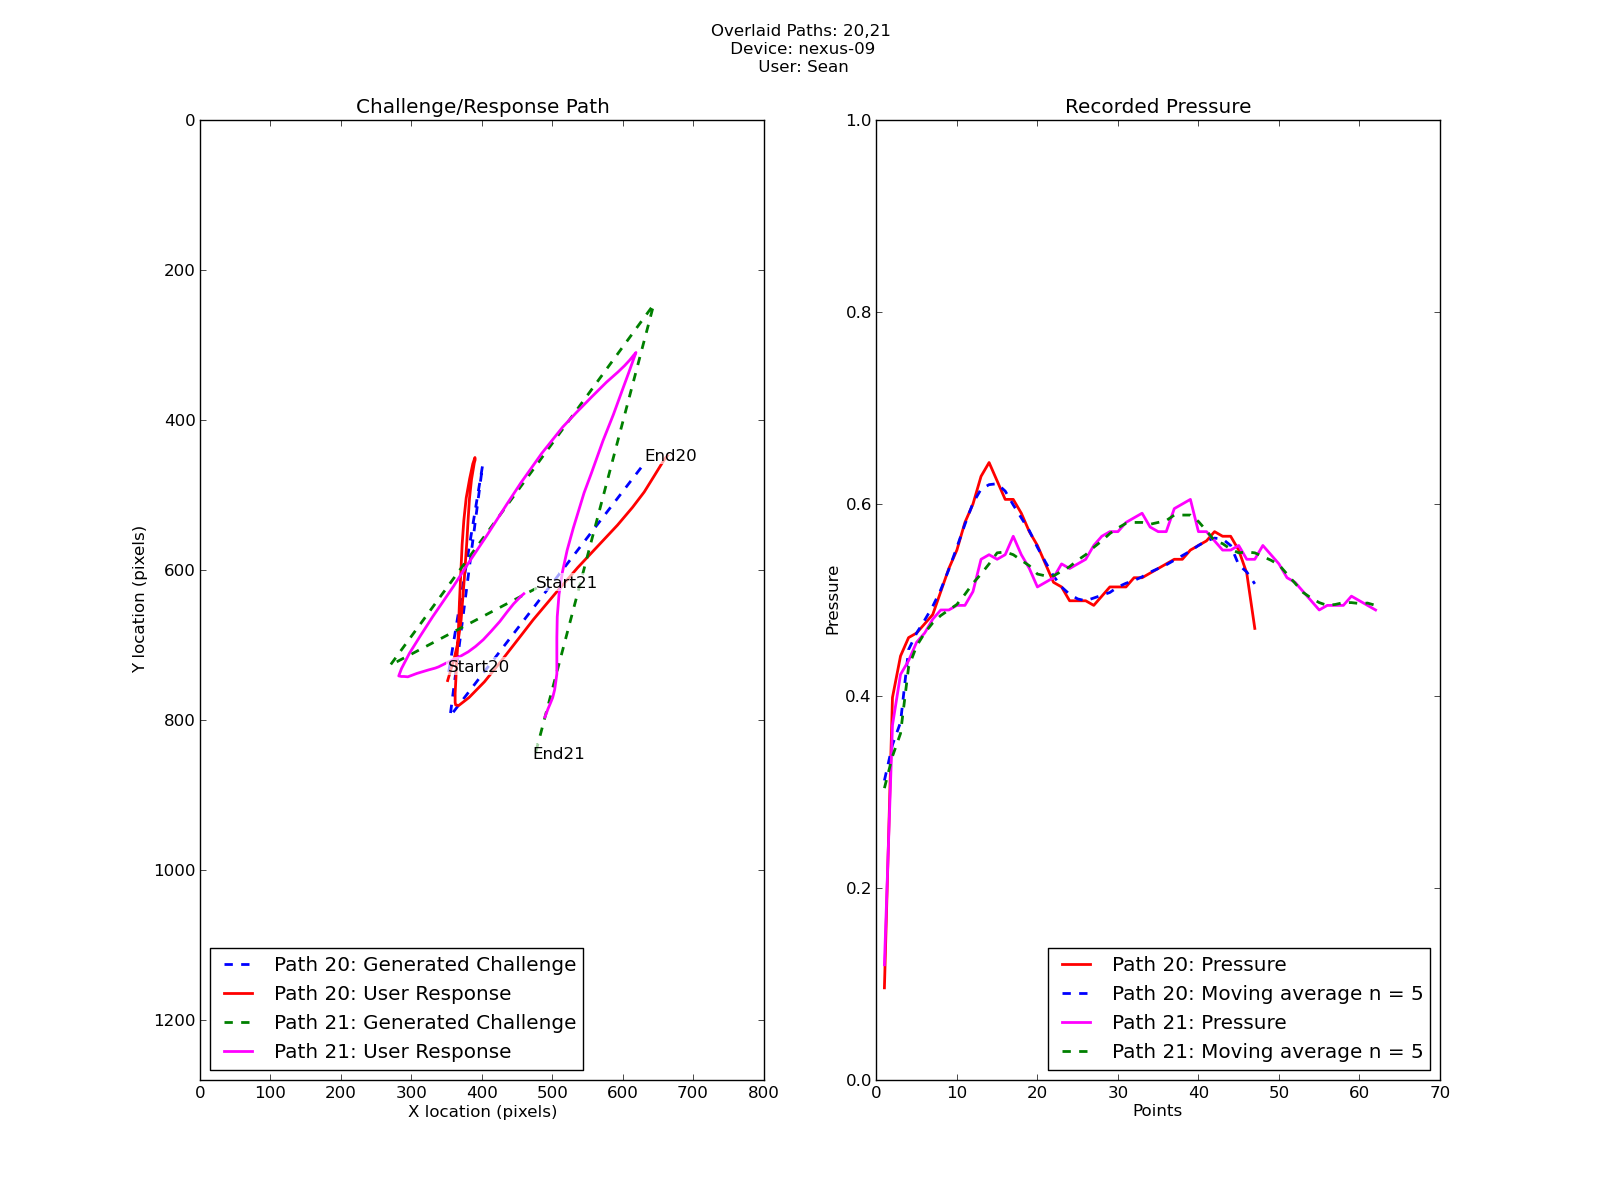 Overlaid Paths: 20,21
Device: nexus-09
User: Sean
Challenge/Response Path
0
200
400
600
800
1000
1200
Y location (pixels)
End20
Start21
Start20
End21
Path 20: Generated Challenge
Path 20: User Response
Path 21: Generated Challenge
Path 21: User Response
0 100 200 300 400 500 600 700 800
X location (pixels)
Recorded Pressure
1.0
0.8
0.6
0.4
0.2
0.0
Pressure
Path 20: Pressure
Path 20: Moving average n = 5
Path 21: Pressure
Path 21: Moving average n = 5
0 10 20 30 40 50 60 70
Points